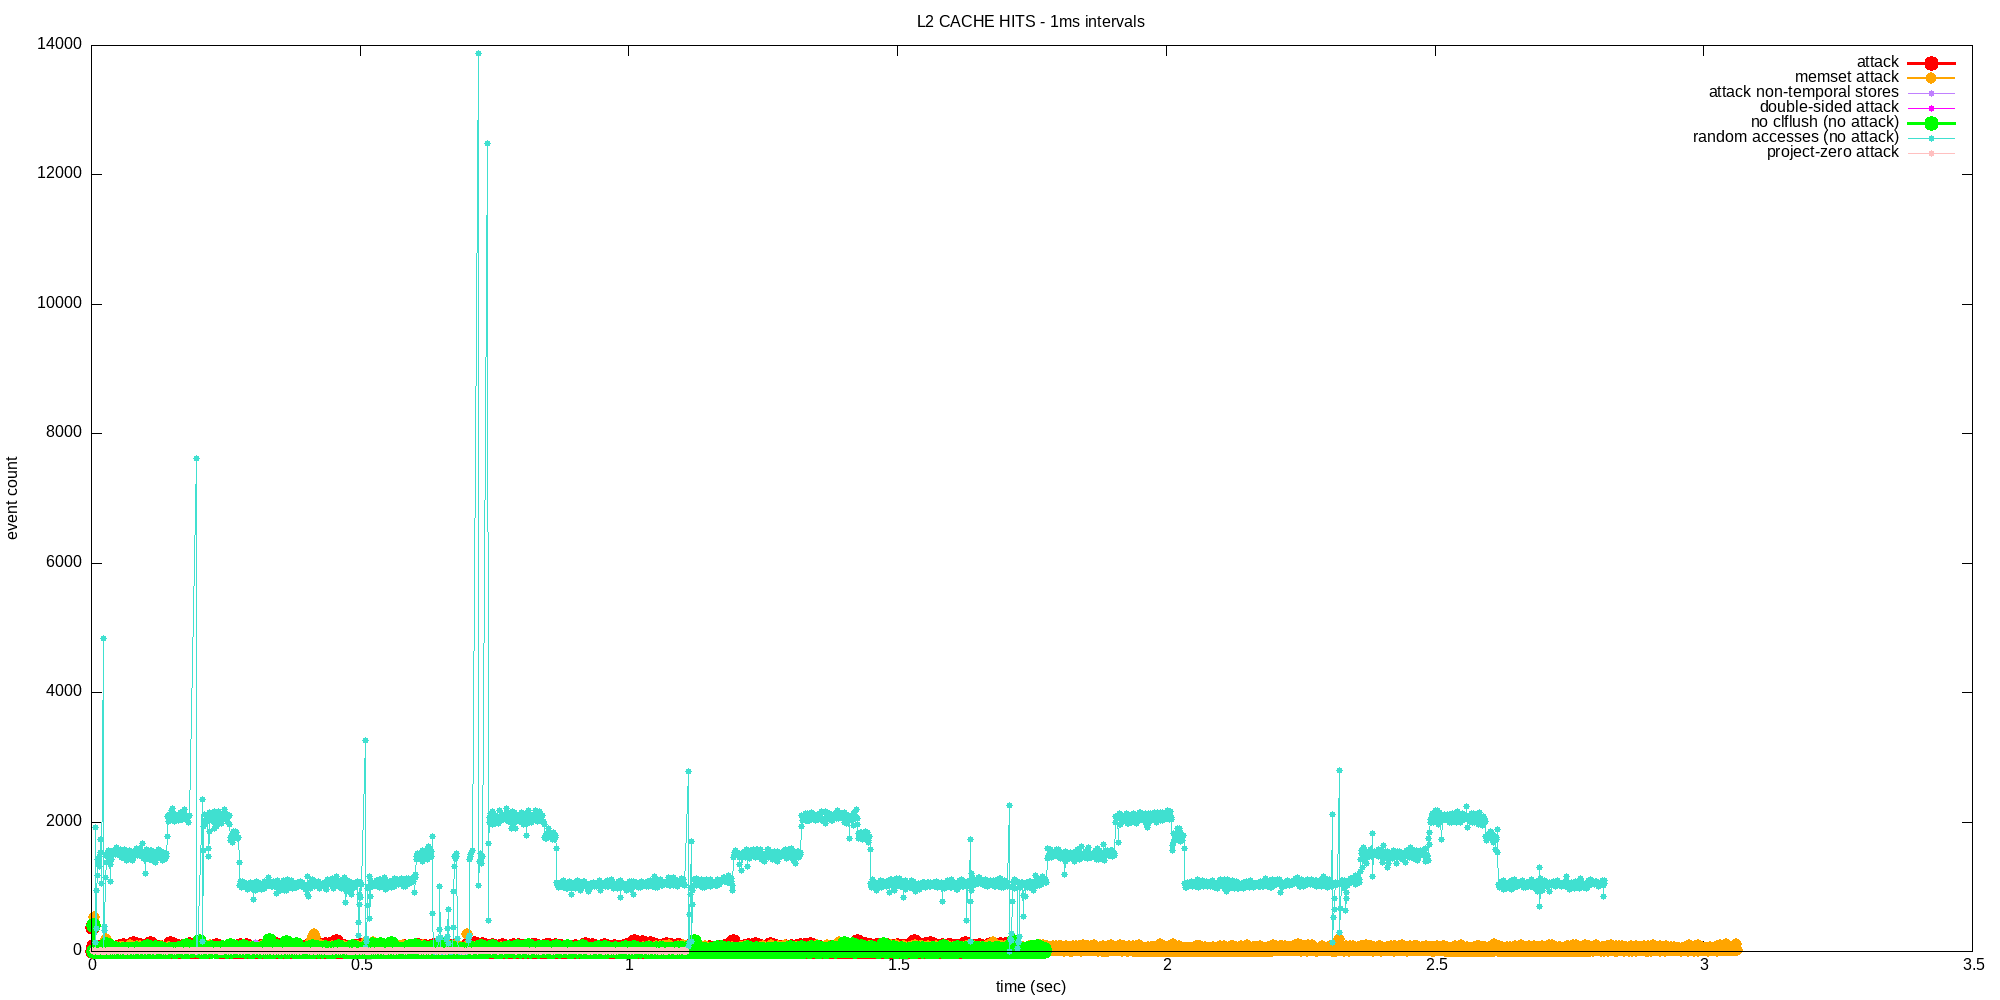 L2 CACHE HITS - 1ms intervals
14000
12000
10000
8000
6000
4000
2000
0
event count
attack
memset attack
attack non-temporal stores
double-sided attack
no clflush (no attack)
random accesses (no attack)
project-zero attack
0 0.5 1 1.5 2 2.5 3 3.5
time (sec)